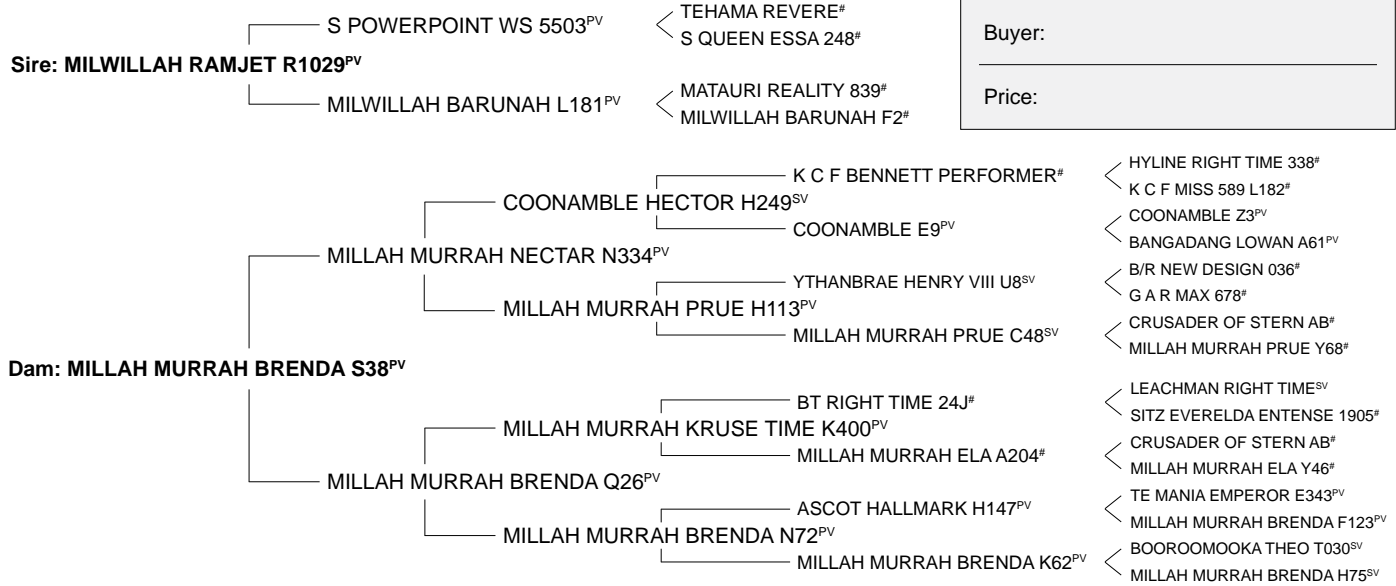 TEHAMA REVERE#
S POWERPOINT WS 5503PV
S QUEEN ESSA 248#
Sire: MILWILLAH RAMJET R1029PV
MATAURI REALITY 839#
MILWILLAH BARUNAH L181PV
MILWILLAH BARUNAH F2#
Buyer:
Price:
HYLINE RIGHT TIME 338#
K C F BENNETT PERFORMER#
K C F MISS 589 L182#
COONAMBLE HECTOR H249SV
COONAMBLE Z3PV
COONAMBLE E9PV
BANGADANG LOWAN A61PV
MILLAH MURRAH NECTAR N334PV
B/R NEW DESIGN 036#
YTHANBRAE HENRY VIII U8SV
G A R MAX 678#
MILLAH MURRAH PRUE H113PV
CRUSADER OF STERN AB#
MILLAH MURRAH PRUE C48SV
MILLAH MURRAH PRUE Y68#
Dam: MILLAH MURRAH BRENDA S38PV
LEACHMAN RIGHT TIMESV
BT RIGHT TIME 24J#
SITZ EVERELDA ENTENSE 1905#
MILLAH MURRAH KRUSE TIME K400PV
CRUSADER OF STERN AB#
MILLAH MURRAH ELA A204#
MILLAH MURRAH ELA Y46#
MILLAH MURRAH BRENDA Q26PV
TE MANIA EMPEROR E343PV
ASCOT HALLMARK H147PV
MILLAH MURRAH BRENDA F123PV
MILLAH MURRAH BRENDA N72PV
BOOROOMOOKA THEO T030SV
MILLAH MURRAH BRENDA K62PV
MILLAH MURRAH BRENDA H75SV